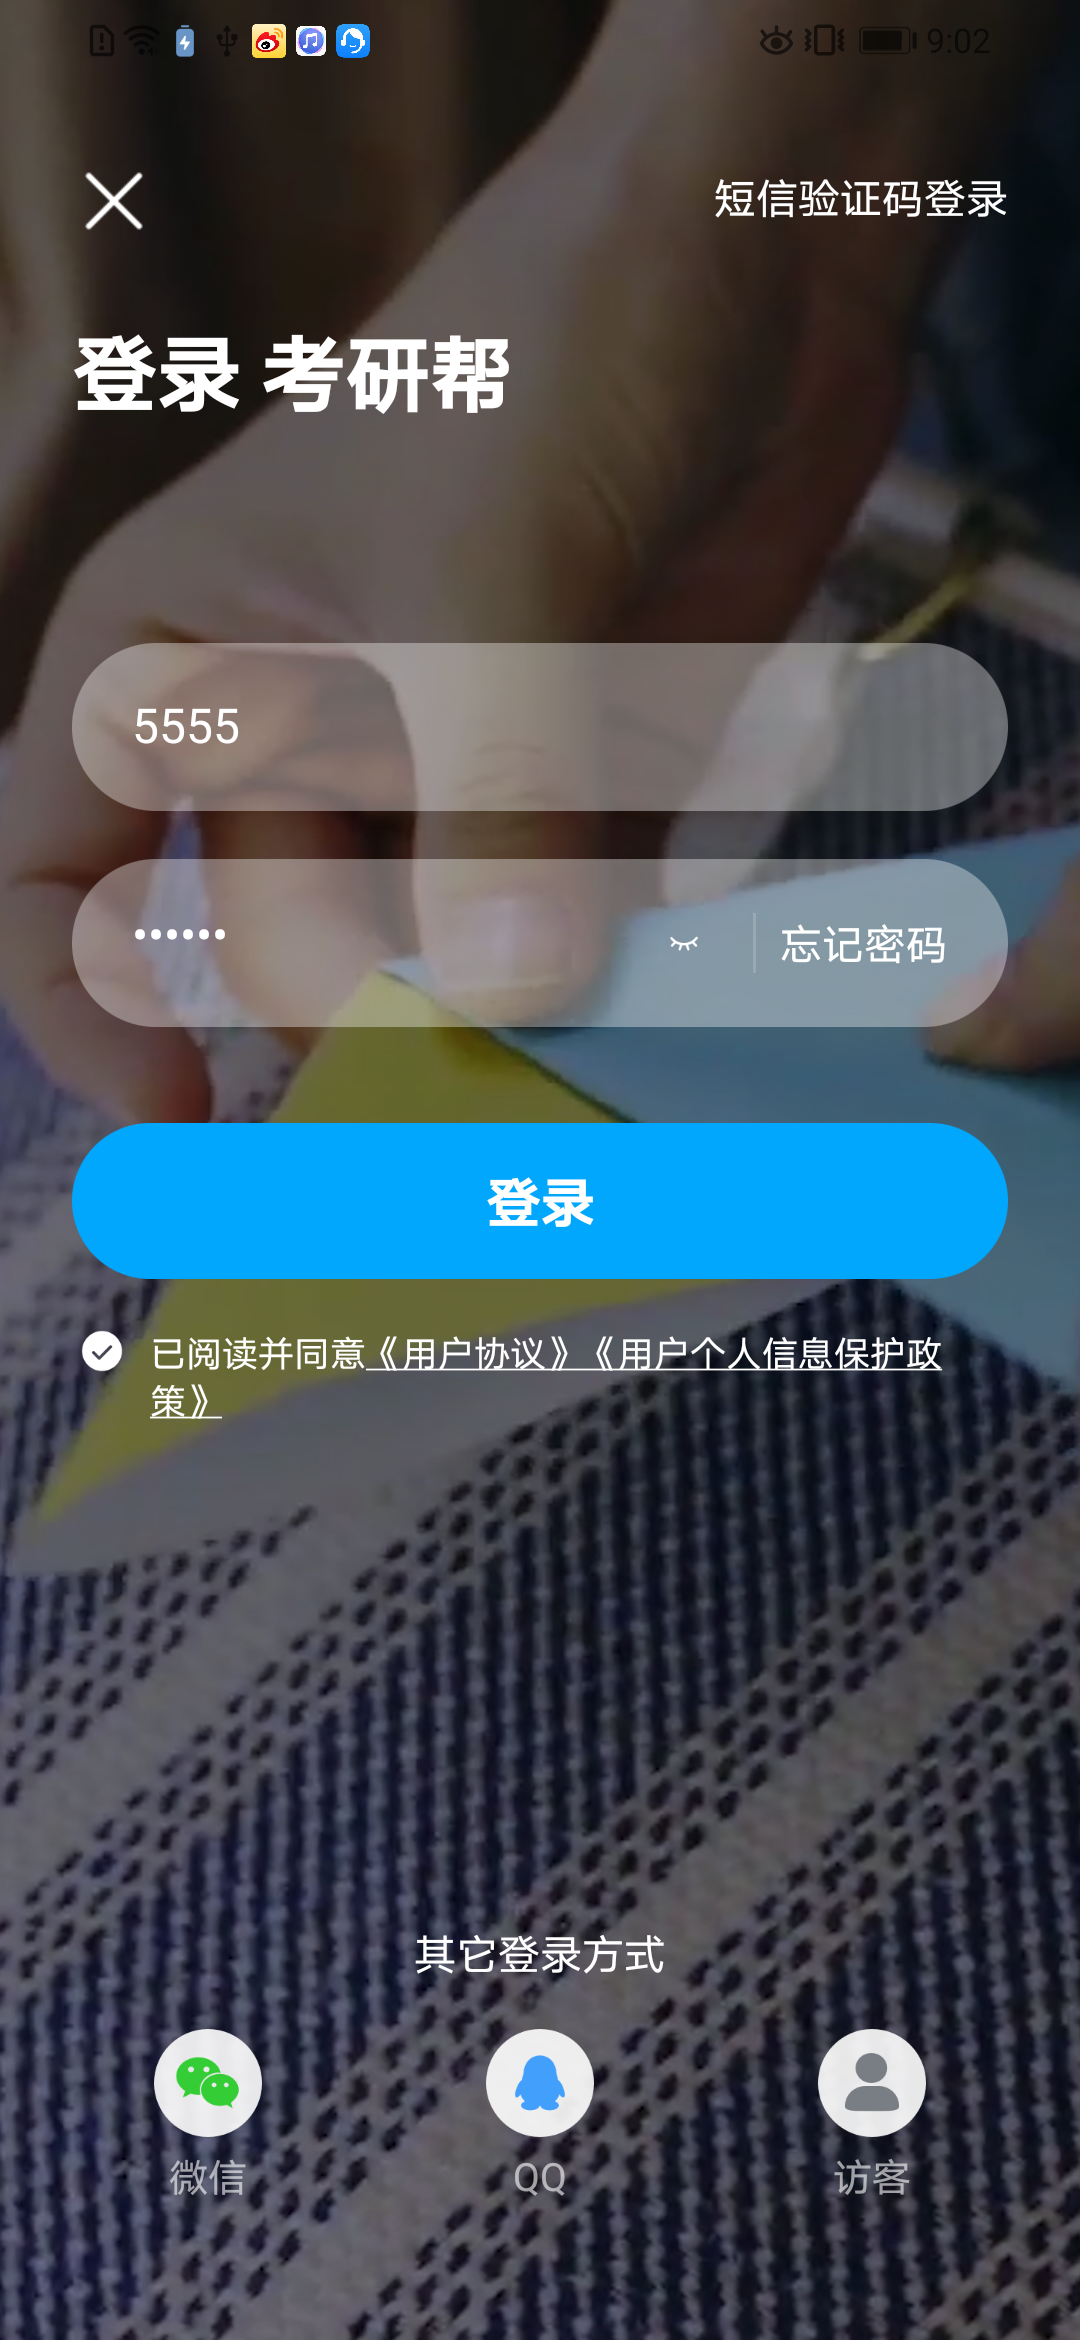 9:02
短信验证码登录
登录 考研帮
5555
••••••
忘记密码
登录
已阅读并同意《用户协议》《用户个人信息保护政
策》
其它登录方式
微信 QQ 访客